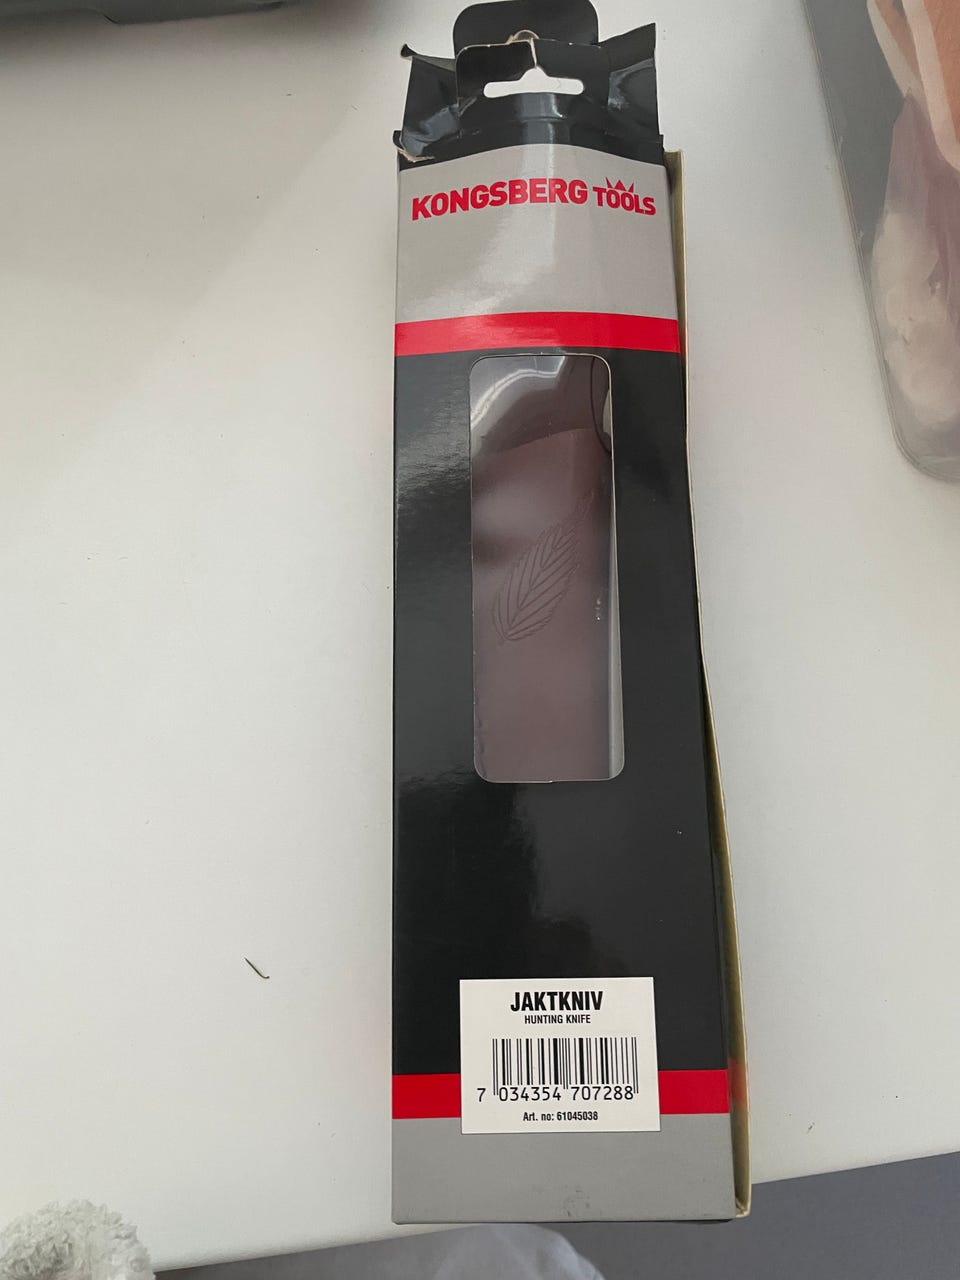 KONGSBERG TOOLS
JAKTKNIV
HUNTING KNIFE
7 034354 707288
Art. no: 61045038